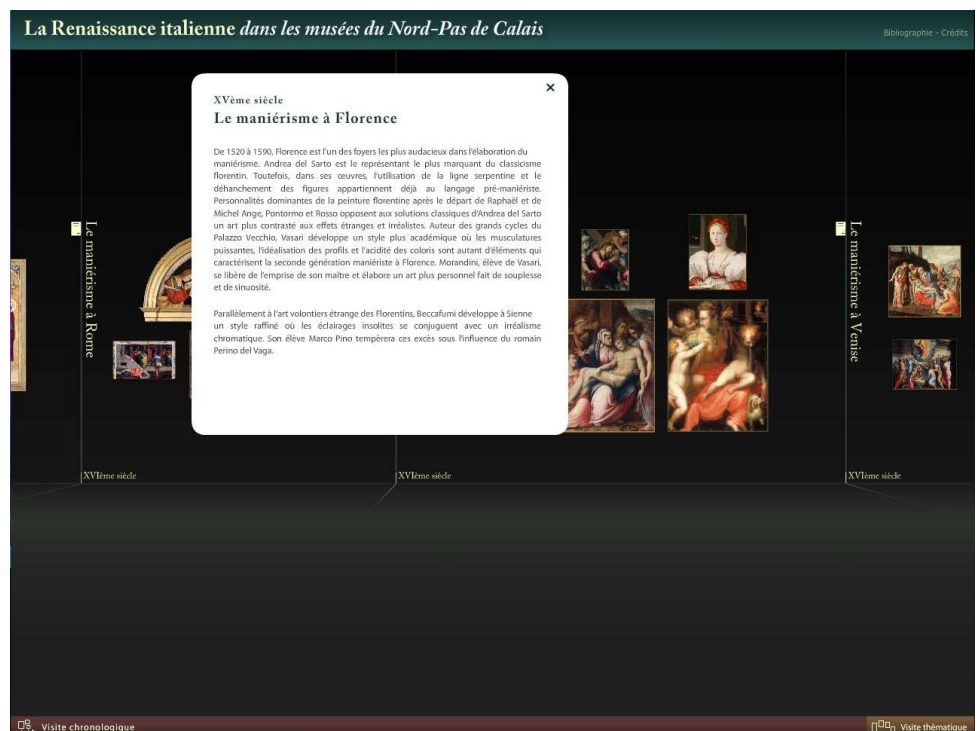 La Renaissance italienne dans les musées du Nord-Pas de Calais
Bibliographie - Crédits
XVème siècle
Le maniérisme à Florence
De 1520 à 1590, Florence est l'un des foyers les plus audacieux dans l'élaboration du
maniérisme. Andrea del Sarto est le représentant le plus marquant du classicisme
florentin. Toutefois, dans ses œuvres, l'utilisation de la ligne serpentine et le
déhanchement des figures appartiennent déjà au langage pré-maniériste.
Personnalités dominantes de la peinture florentine après le départ de Raphaël et de
Michel Ange, Pontormo et Rosso opposent aux solutions classiques d'Andrea del Sarto
un art plus contrasté aux effets étranges et irréalistes. Auteur des grands cycles du
Palazzo Vecchio, Vasari développe un style plus académique où les musculatures
puissantes, l'idéalisation des profils et l'acidité des coloris sont autant d'éléments qui
caractérisent la seconde génération maniériste à Florence. Morandini, élève de Vasari,
se libère de l'emprise de son maître et élabore un art plus personnel fait de souplesse
et de sinuosité.
Parallèlement à l'art volontiers étrange des Florentins, Beccafumi développe à Sienne
un style raffiné où les éclairages insolites se conjuguent avec un irréalisme
chromatique. Son élève Marco Pino tempèrera ces excès sous l'influence du romain
Perino del Vaga.
Le maniérisme à Rome
Le maniérisme à Venise
XVIème siècle
XVIème siècle
XVIème siècle
Visite chronologique
Visite thèmatique